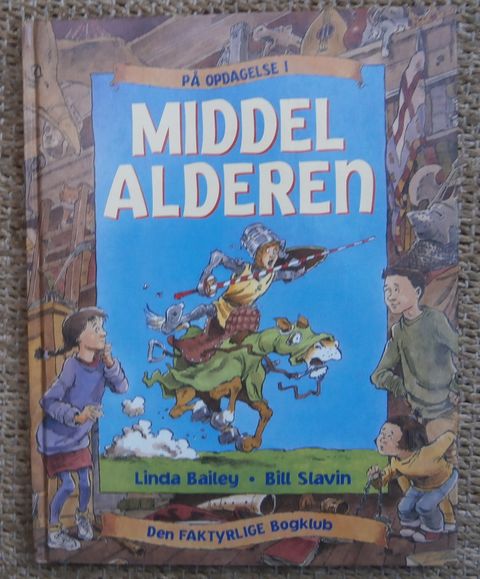 PÅ OPDAGELSE I
MIDDEL
ALDEREN
Linda Bailey • Bill Slavin
Den FAKTYRLIGE Bogklub